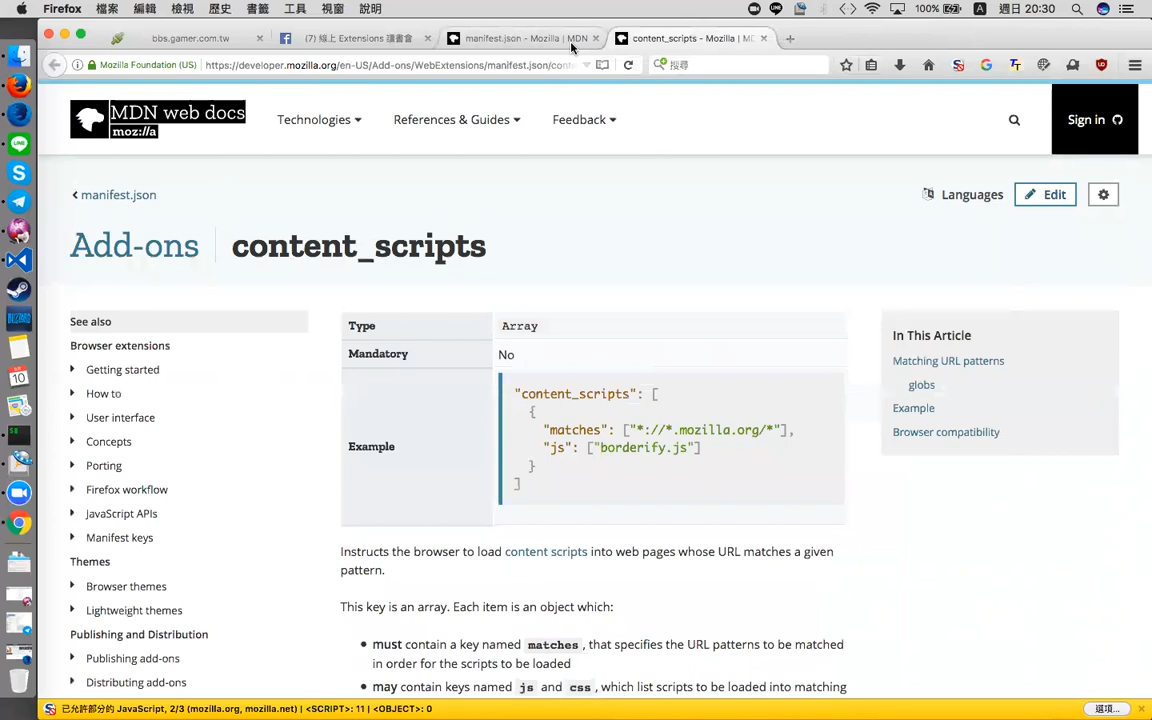 Firefox 檔案 編輯 檢視 歷史 書籤 工具 視窗 說明 100% A 週日 20:30
bbs.gamer.com.tw (7) 線上 Extensions 讀書會 manifest.json - Mozilla | MDN content_scripts - Mozilla | MD
Mozilla Foundation (US) https://developer.mozilla.org/en-US/Add-ons/WebExtensions/manifest.json/cont 搜尋
MDN web docs
moz://a
Technologies References & Guides Feedback Sign in
manifest.json Languages Edit
Add-ons content_scripts
See also
Browser extensions
Getting started
How to
User interface
Concepts
Porting
Firefox workflow
JavaScript APIs
Manifest keys
Themes
Browser themes
Lightweight themes
Publishing and Distribution
Publishing add-ons
Distributing add-ons
Type Array
Mandatory No
Example
"content_scripts": [
{
"matches": ["*://*.mozilla.org/*"],
"js": ["borderify.js"]
}
]
Instructs the browser to load content scripts into web pages whose URL matches a given
pattern.
This key is an array. Each item is an object which:
must contain a key named matches, that specifies the URL patterns to be matched
in order for the scripts to be loaded
may contain keys named js and css, which list scripts to be loaded into matching
In This Article
Matching URL patterns
globs
Example
Browser compatibility
已允許部分的 JavaScript, 2/3 (mozilla.org, mozilla.net) | <SCRIPT>: 11 | <OBJECT>: 0 選項...